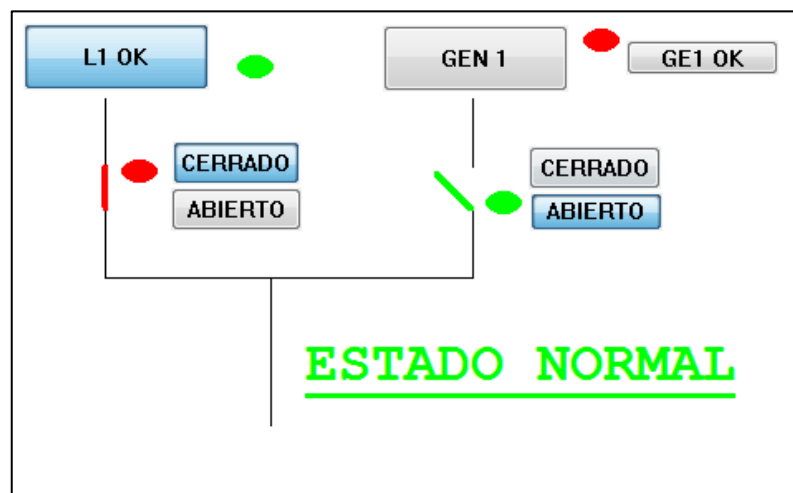 L1 OK
GEN 1
GE1 OK
CERRADO
ABIERTO
CERRADO
ABIERTO
ESTADO NORMAL